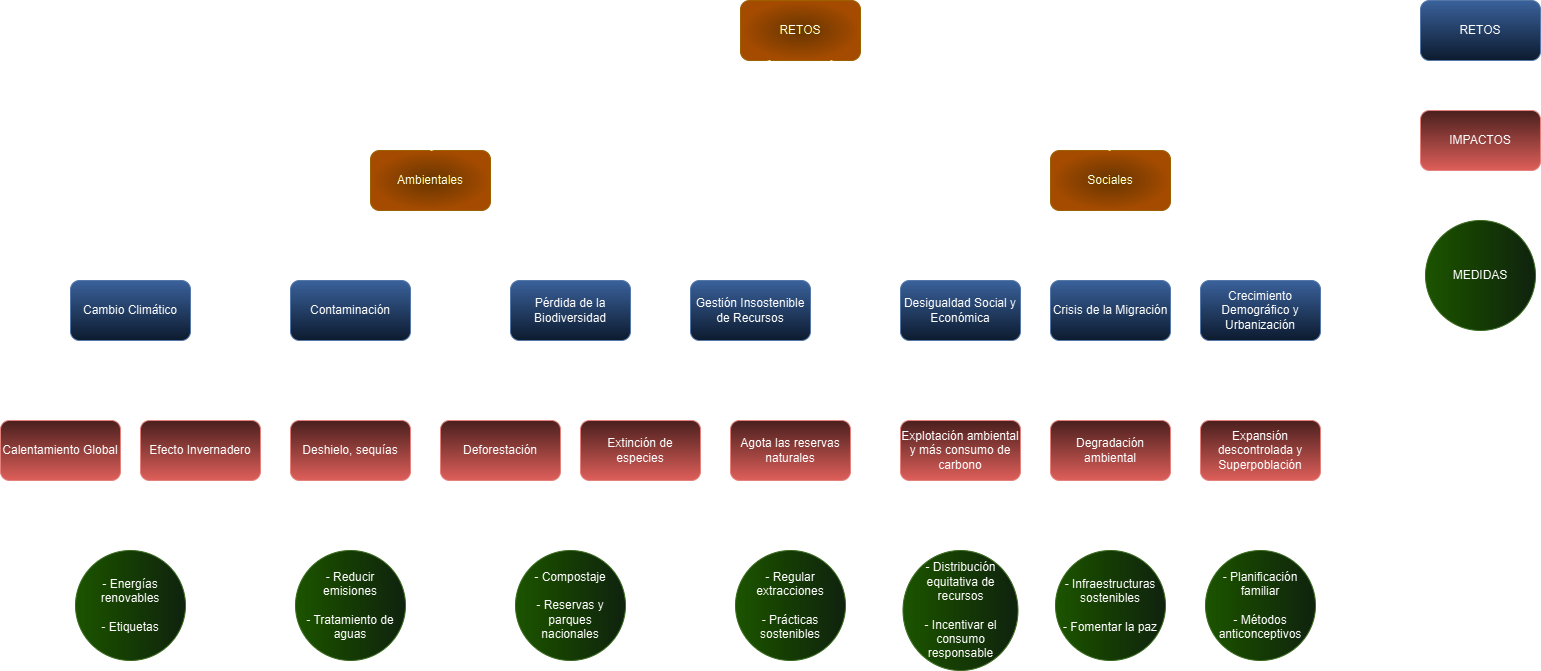 RETOS
RETOS
IMPACTOS
Ambientales
Sociales
MEDIDAS
Cambio Climático
Contaminación
Pérdida de la
Biodiversidad
Gestión Insostenible
de Recursos
Desigualdad Social y
Económica
Crisis de la Migración
Crecimiento
Demográfico y
Urbanización
Calentamiento Global
Efecto Invernadero
Deshielo, sequías
Deforestación
Extinción de
especies
Agota las reservas
naturales
Explotación ambiental
y más consumo de
carbono
Degradación
ambiental
Expansión
descontrolada y
Superpoblación
- Energías
renovables
- Etiquetas
- Reducir
emisiones
- Tratamiento de
aguas
- Compostaje
- Reservas y
parques
nacionales
- Regular
extracciones
- Prácticas
sostenibles
- Distribución
equitativa de
recursos
- Incentivar el
consumo
responsable
- Infraestructuras
sostenibles
- Fomentar la paz
- Planificación
familiar
- Métodos
anticonceptivos